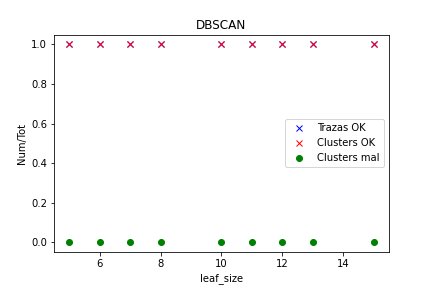 DBSCAN
1.0
0.8
0.6
0.4
0.2
0.0
Num/Tot
Trazas OK
Clusters OK
Clusters mal
6 8 10 12 14
leaf_size